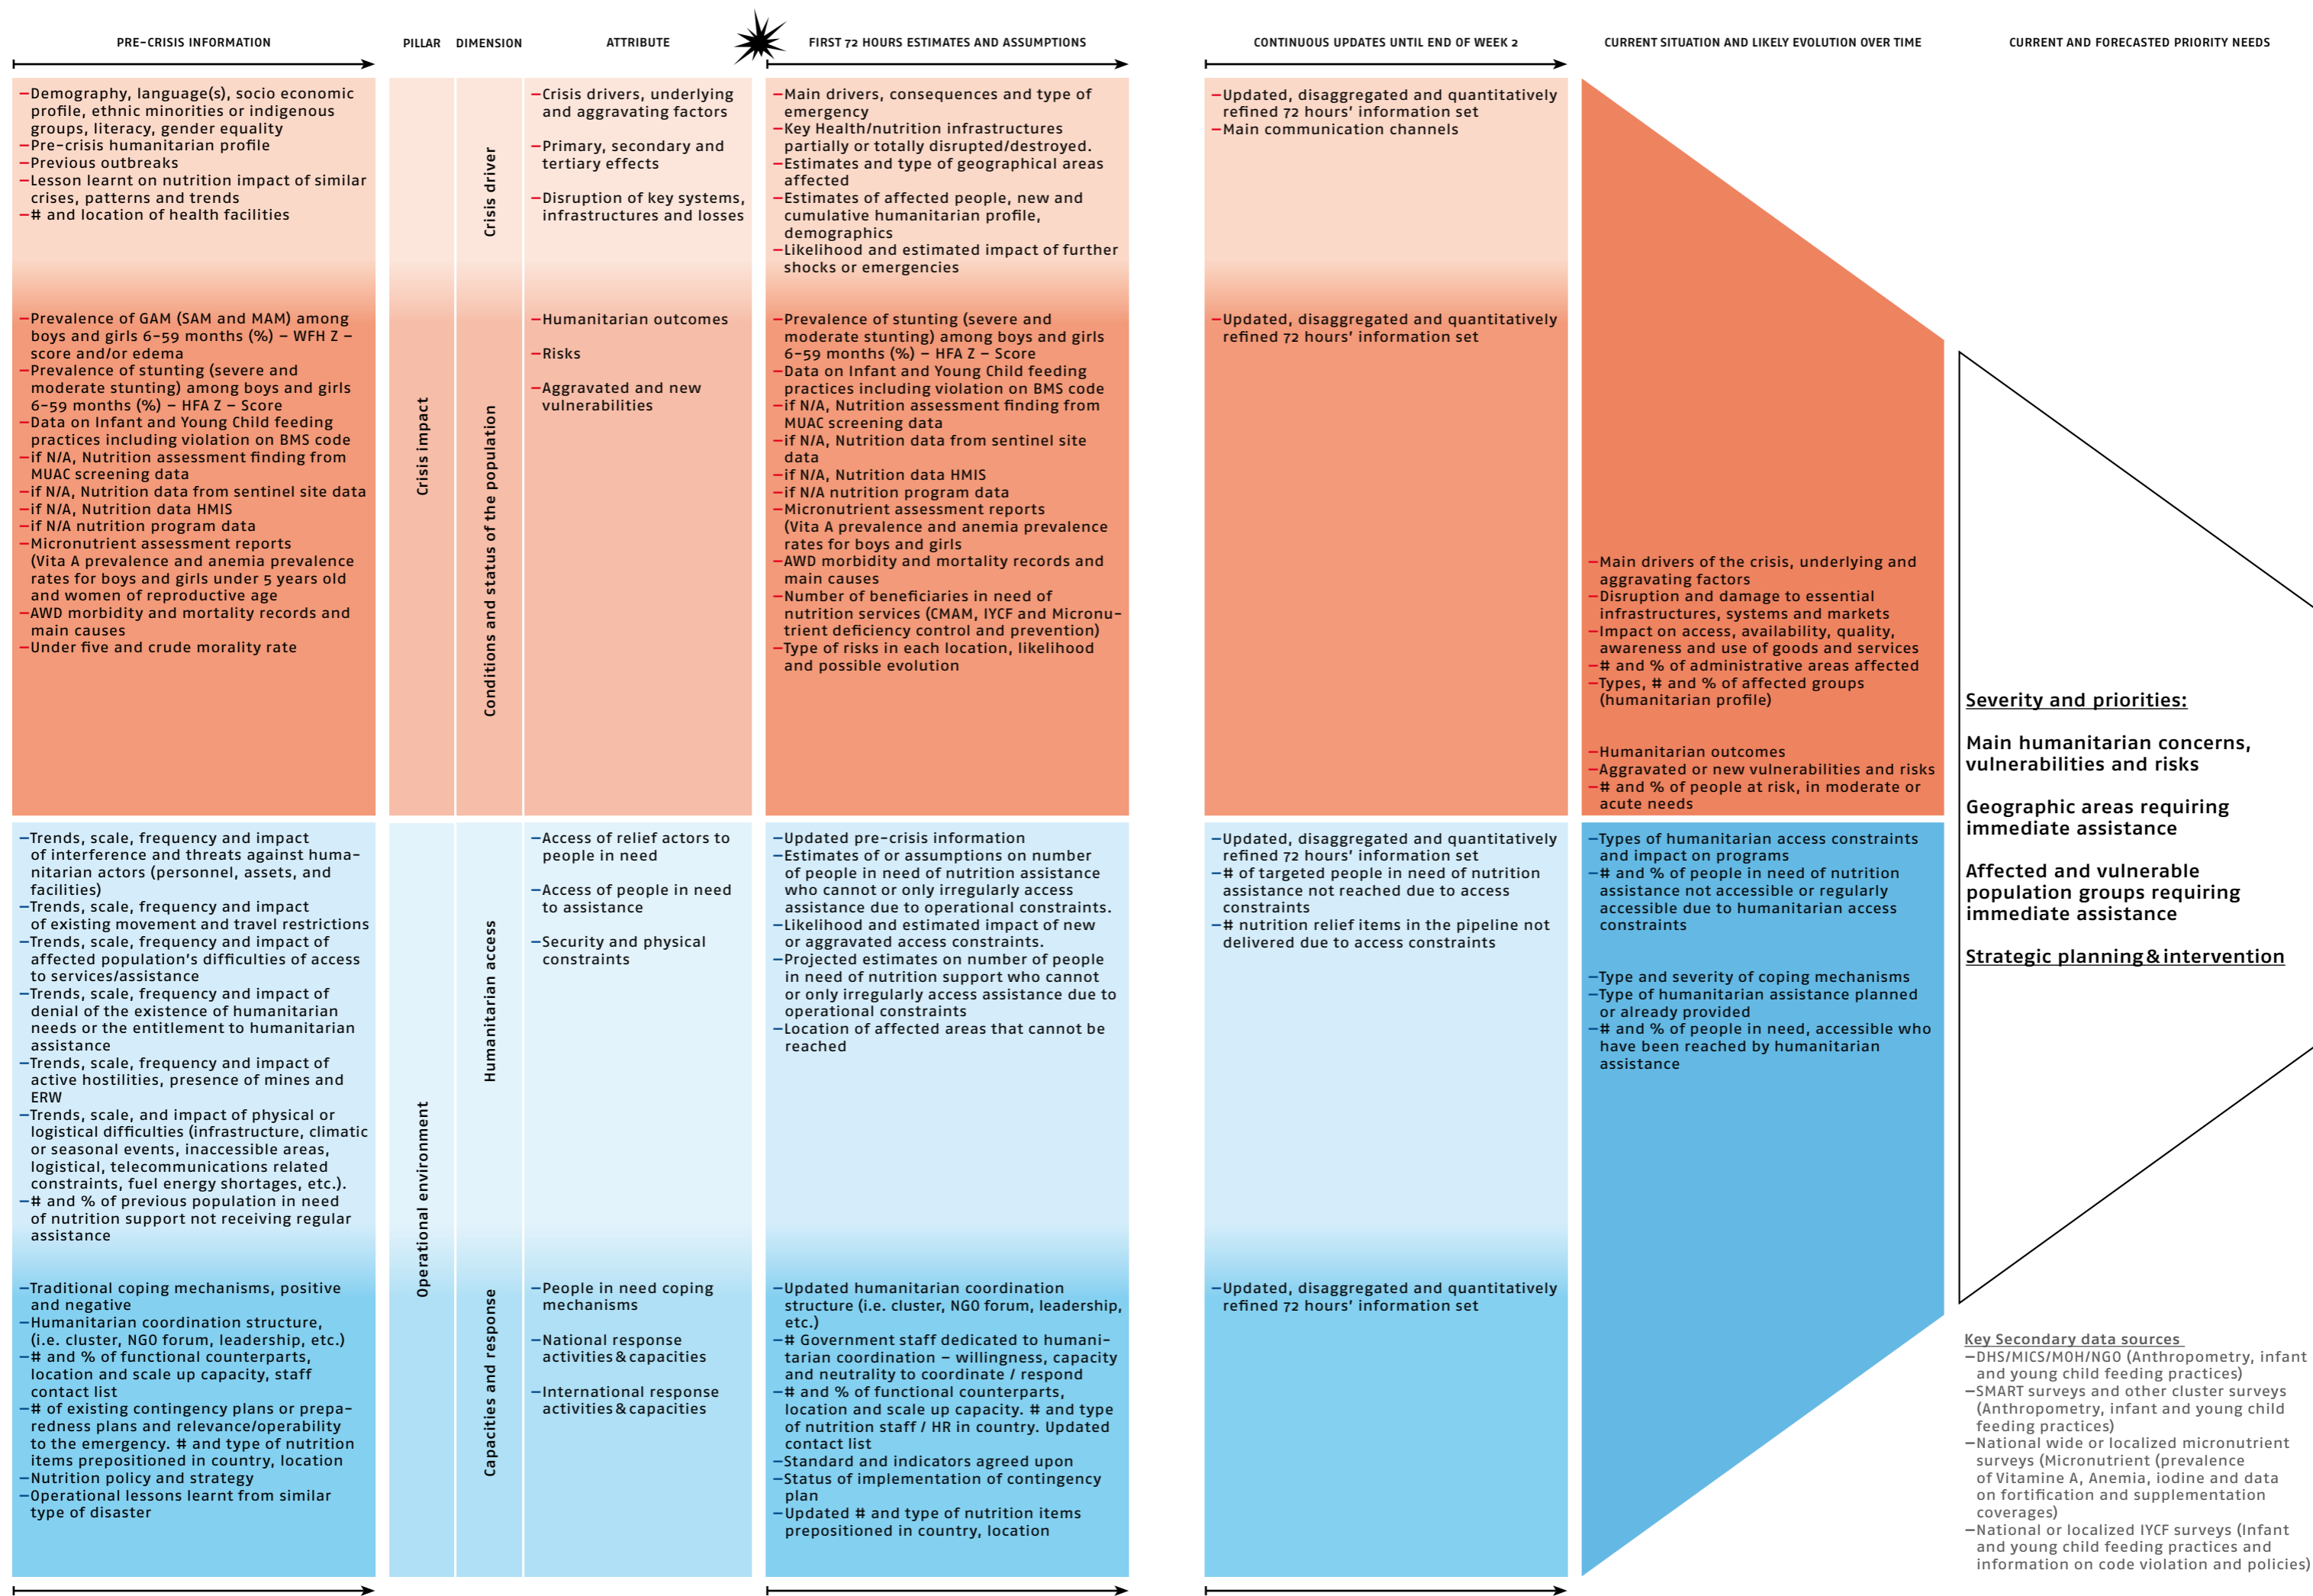 PRE-CRISIS INFORMATION
PILLAR
DIMENSION
ATTRIBUTE
FIRST 72 HOURS ESTIMATES AND ASSUMPTIONS
CONTINUOUS UPDATES UNTIL END OF WEEK 2
CURRENT SITUATION AND LIKELY EVOLUTION OVER TIME
CURRENT AND FORECASTED PRIORITY NEEDS
–Demography, language(s), socio economic
profile, ethnic minorities or indigenous
groups, literacy, gender equality
–Pre-crisis humanitarian profile
–Previous outbreaks
–Lesson learnt on nutrition impact of similar
crises, patterns and trends
–# and location of health facilities
–Prevalence of GAM (SAM and MAM) among
boys and girls 6–59 months (%) – WFH Z –
score and/or edema
–Prevalence of stunting (severe and
moderate stunting) among boys and girls
6–59 months (%) – HFA Z – Score
–Data on Infant and Young Child feeding
practices including violation on BMS code
–if N/A, Nutrition assessment finding from
MUAC screening data
–if N/A, Nutrition data from sentinel site data
–if N/A, Nutrition data HMIS
–if N/A nutrition program data
–Micronutrient assessment reports
(Vita A prevalence and anemia prevalence
rates for boys and girls under 5 years old
and women of reproductive age
–AWD morbidity and mortality records and
main causes
–Under five and crude morality rate
–Trends, scale, frequency and impact
of interference and threats against huma–
nitarian actors (personnel, assets, and
facilities)
–Trends, scale, frequency and impact
of existing movement and travel restrictions
–Trends, scale, frequency and impact of
affected population's difficulties of access
to services/assistance
–Trends, scale, frequency and impact of
denial of the existence of humanitarian
needs or the entitlement to humanitarian
assistance
–Trends, scale, frequency and impact of
active hostilities, presence of mines and
ERW
–Trends, scale, and impact of physical or
logistical difficulties (infrastructure, climatic
or seasonal events, inaccessible areas,
logistical, telecommunications related
constraints, fuel energy shortages, etc.).
–# and % of previous population in need
of nutrition support not receiving regular
assistance
–Traditional coping mechanisms, positive
and negative
–Humanitarian coordination structure,
(i.e. cluster, NGO forum, leadership, etc.)
–# and % of functional counterparts,
location and scale up capacity, staff
contact list
–# of existing contingency plans or prepa–
redness plans and relevance/operability
to the emergency. # and type of nutrition
items prepositioned in country, location
–Nutrition policy and strategy
–Operational lessons learnt from similar
type of disaster
Crisis impact
Operational environment
Crisis driver
Conditions and status of the population
Humanitarian access
Capacities and response
–Crisis drivers, underlying
and aggravating factors
–Primary, secondary and
tertiary effects
–Disruption of key systems,
infrastructures and losses
–Humanitarian outcomes
–Risks
–Aggravated and new
vulnerabilities
–Access of relief actors to
people in need
–Access of people in need
to assistance
–Security and physical
constraints
–People in need coping
mechanisms
–National response
activities & capacities
–International response
activities & capacities
–Main drivers, consequences and type of
emergency
–Key Health/nutrition infrastructures
partially or totally disrupted/destroyed.
–Estimates and type of geographical areas
affected
–Estimates of affected people, new and
cumulative humanitarian profile,
demographics
–Likelihood and estimated impact of further
shocks or emergencies
–Prevalence of stunting (severe and
moderate stunting) among boys and girls
6–59 months (%) – HFA Z – Score
–Data on Infant and Young Child feeding
practices including violation on BMS code
–if N/A, Nutrition assessment finding from
MUAC screening data
–if N/A, Nutrition data from sentinel site
data
–if N/A, Nutrition data HMIS
–if N/A nutrition program data
–Micronutrient assessment reports
(Vita A prevalence and anemia prevalence
rates for boys and girls
–AWD morbidity and mortality records and
main causes
–Number of beneficiaries in need of
nutrition services (CMAM, IYCF and Micronu–
trient deficiency control and prevention)
–Type of risks in each location, likelihood
and possible evolution
–Updated pre-crisis information
–Estimates of or assumptions on number
of people in need of nutrition assistance
who cannot or only irregularly access
assistance due to operational constraints.
–Likelihood and estimated impact of new
or aggravated access constraints.
–Projected estimates on number of people
in need of nutrition support who cannot
or only irregularly access assistance due to
operational constraints
–Location of affected areas that cannot be
reached
–Updated humanitarian coordination
structure (i.e. cluster, NGO forum, leadership,
etc.)
–# Government staff dedicated to humani–
tarian coordination – willingness, capacity
and neutrality to coordinate / respond
–# and % of functional counterparts,
location and scale up capacity. # and type
of nutrition staff / HR in country. Updated
contact list
–Standard and indicators agreed upon
–Status of implementation of contingency
plan
–Updated # and type of nutrition items
prepositioned in country, location
–Updated, disaggregated and quantitatively
refined 72 hours' information set
–Main communication channels
–Updated, disaggregated and quantitatively
refined 72 hours' information set
–Updated, disaggregated and quantitatively
refined 72 hours' information set
–# of targeted people in need of nutrition
assistance not reached due to access
constraints
–# nutrition relief items in the pipeline not
delivered due to access constraints
–Updated, disaggregated and quantitatively
refined 72 hours' information set
–Main drivers of the crisis, underlying and
aggravating factors
–Disruption and damage to essential
infrastructures, systems and markets
–Impact on access, availability, quality,
awareness and use of goods and services
–# and % of administrative areas affected
–Types, # and % of affected groups
(humanitarian profile)
–Humanitarian outcomes
–Aggravated or new vulnerabilities and risks
–# and % of people at risk, in moderate or
acute needs
–Types of humanitarian access constraints
and impact on programs
–# and % of people in need of nutrition
assistance not accessible or regularly
accessible due to humanitarian access
constraints
–Type and severity of coping mechanisms
–Type of humanitarian assistance planned
or already provided
–# and % of people in need, accessible who
have been reached by humanitarian
assistance
Severity and priorities:
Main humanitarian concerns,
vulnerabilities and risks
Geographic areas requiring
immediate assistance
Affected and vulnerable
population groups requiring
immediate assistance
Strategic planning & intervention
Key Secondary data sources
–DHS/MICS/MOH/NGO (Anthropometry, infant
and young child feeding practices)
–SMART surveys and other cluster surveys
(Anthropometry, infant and young child
feeding practices)
–National wide or localized micronutrient
surveys (Micronutrient (prevalence
of Vitamine A, Anemia, iodine and data
on fortification and supplementation
coverages)
–National or localized IYCF surveys (Infant
and young child feeding practices and
information on code violation and policies)